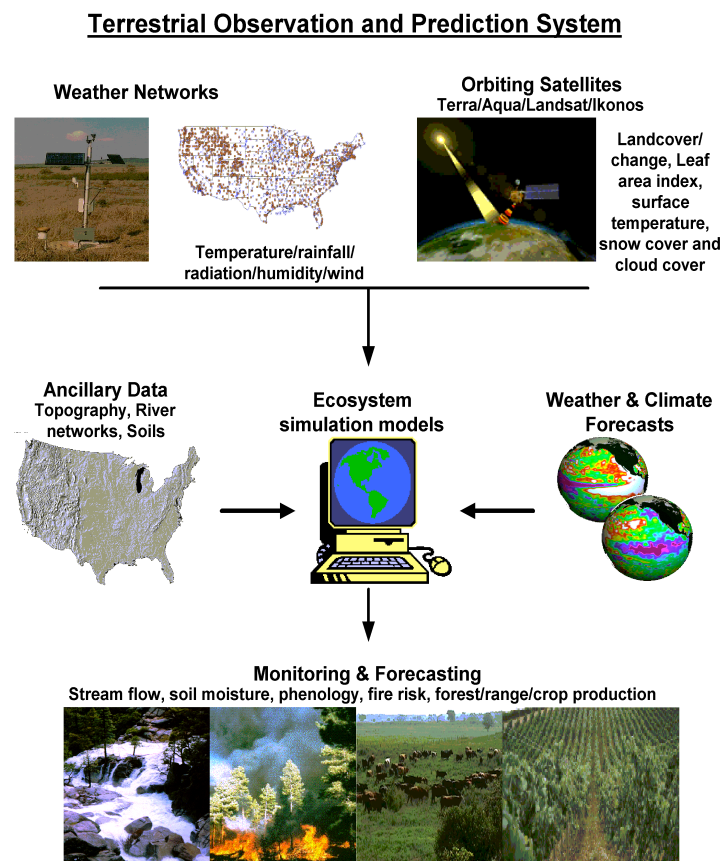 Terrestrial Observation and Prediction System
Weather Networks
Orbiting Satellites
Terra/Aqua/Landsat/Ikonos
Landcover/
change, Leaf
area index,
surface
temperature,
snow cover and
cloud cover
Temperature/rainfall/
radiation/humidity/wind
Ancillary Data
Topography, River
networks, Soils
Ecosystem
simulation models
Weather & Climate
Forecasts
Monitoring & Forecasting
Stream flow, soil moisture, phenology, fire risk, forest/range/crop production